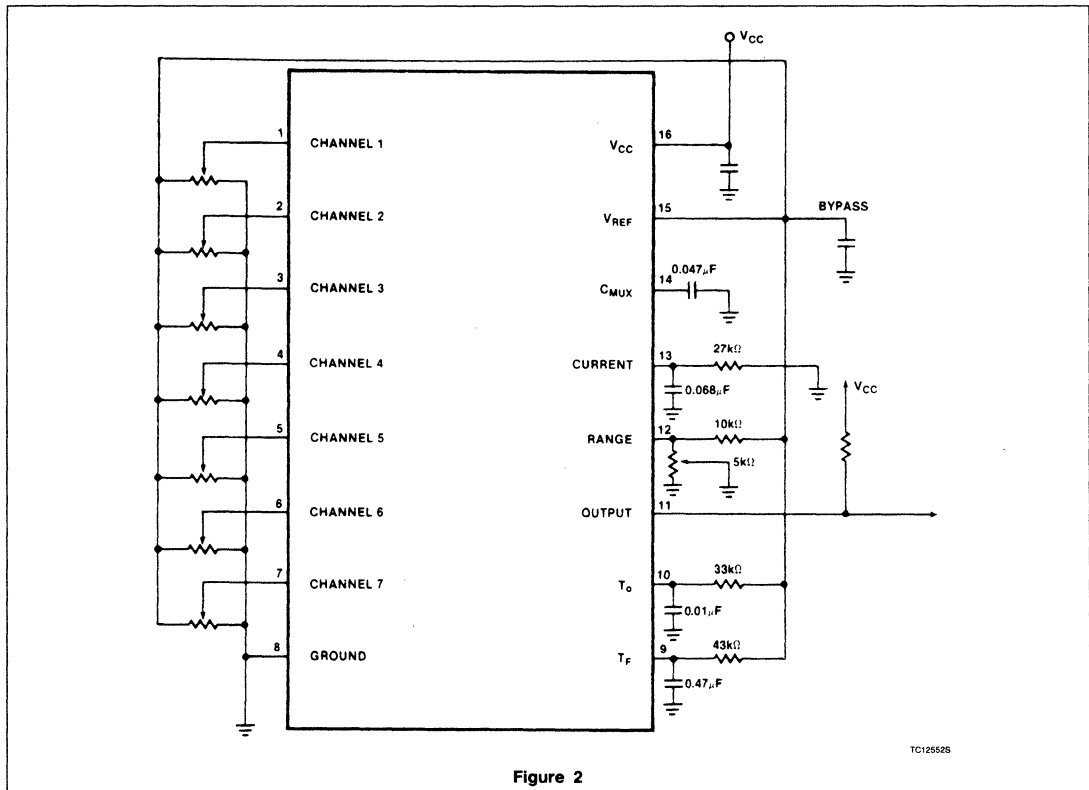 VCC
1 CHANNEL 1
2 CHANNEL 2
3 CHANNEL 3
4 CHANNEL 4
5 CHANNEL 5
6 CHANNEL 6
7 CHANNEL 7
8 GROUND
VCC 16
VREF 15
BYPASS
CMUX 14
0.047μF
CURRENT 13
27kΩ
0.068μF
VCC
RANGE 12
10kΩ
5kΩ
OUTPUT 11
To 10
33kΩ
0.01μF
TF 9
43kΩ
0.47μF
TC12552S
Figure 2